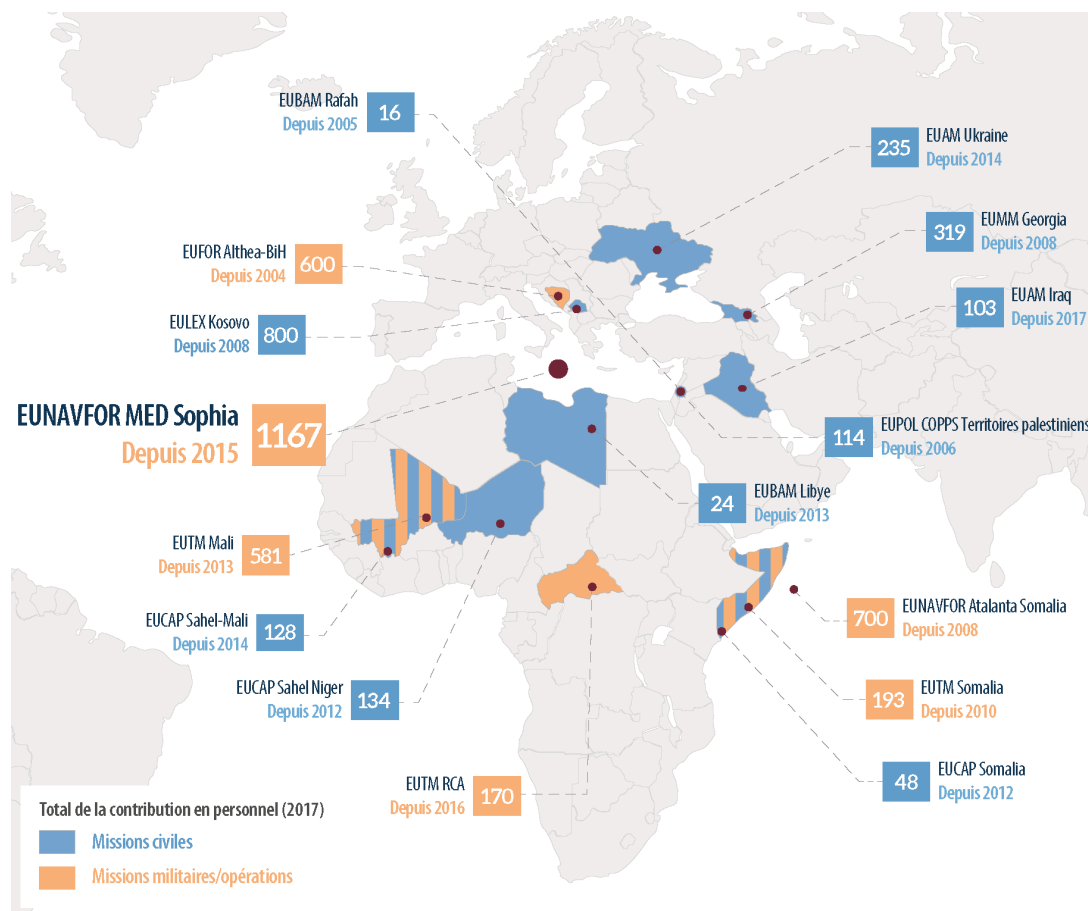 EUBAM Rafah
Depuis 2005
16
EUAM Ukraine
Depuis 2014
235
EUMM Georgia
Depuis 2008
319
EUFOR Althea-BiH
Depuis 2004
600
EUAM Iraq
Depuis 2017
103
EULEX Kosovo
Depuis 2008
800
EUNAVFOR MED Sophia
Depuis 2015
1167
EUPOL COPPS Territoires palestiniens
Depuis 2006
114
EUBAM Libye
Depuis 2013
24
EUTM Mali
Depuis 2013
581
EUCAP Sahel-Mali
Depuis 2014
128
EUNAVFOR Atalanta Somalia
Depuis 2008
700
EUCAP Sahel Niger
Depuis 2012
134
EUTM Somalia
Depuis 2010
193
EUTM RCA
Depuis 2016
170
EUCAP Somalia
Depuis 2012
48
Total de la contribution en personnel (2017)
Missions civiles
Missions militaires/opérations